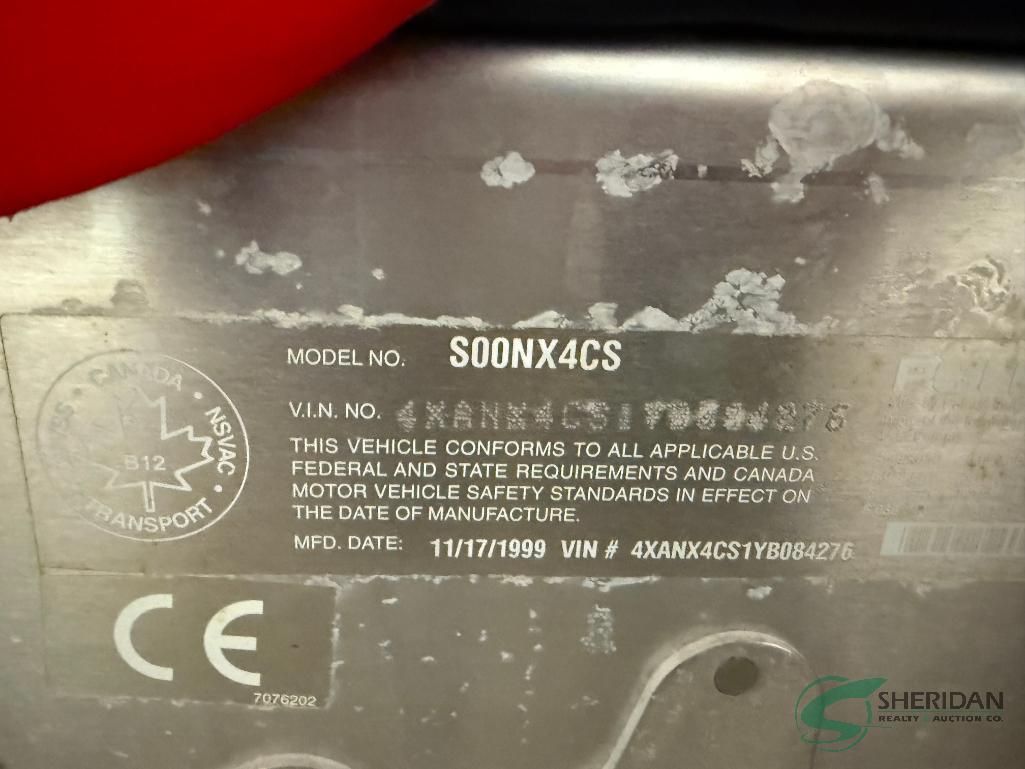 CANADA
NSVAC
B12
TRANSPORT
MODEL NO. S00NX4CS
V.I.N. NO.
THIS VEHICLE CONFORMS TO ALL APPLICABLE U.S.
FEDERAL AND STATE REQUIREMENTS AND CANADA
MOTOR VEHICLE SAFETY STANDARDS IN EFFECT ON
THE DATE OF MANUFACTURE.
MFD. DATE: 11/17/1999 VIN # 4XANX4CS1YB084276
CE
7076202
SHERIDAN
REALTY & AUCTION CO.